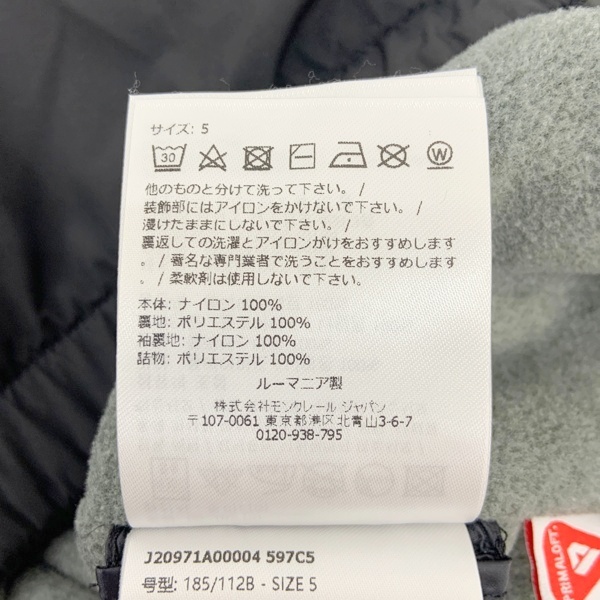 サイズ: 5
30
W
他のものと分けて洗って下さい。 /
装飾部にはアイロンをかけないで下さい。 /
浸けたままにしないで下さい。 /
裏返しての洗濯とアイロンがけをおすすめします
。 / 著名な専門業者で洗うことをおすすめします
。 / 柔軟剤は使用しないで下さい。
本体: ナイロン 100%
裏地: ポリエステル 100%
袖裏地: ナイロン 100%
詰物: ポリエステル 100%
ルーマニア製
株式会社モンクレール ジャパン
〒107-0061 東京都港区北青山3-6-7
0120-938-795
J20971A00004 597C5
号型: 185/112B - SIZE 5
PRIMALOFT